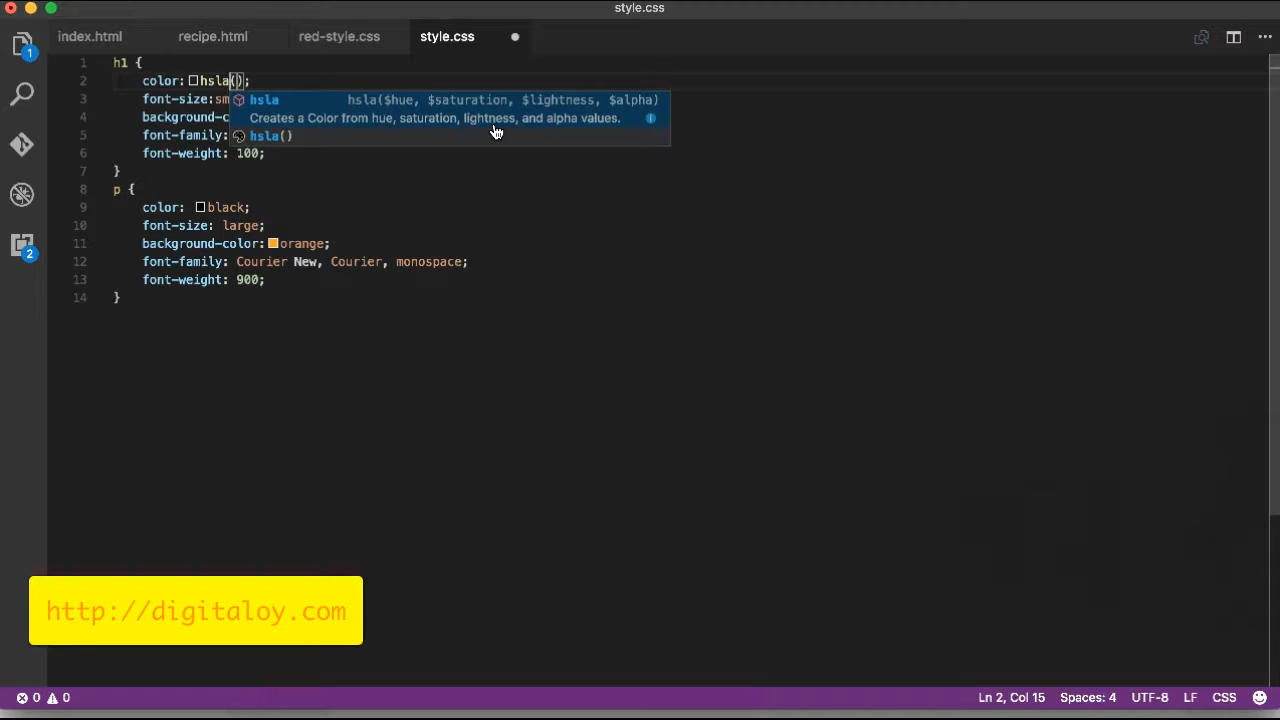 style.css
index.html recipe.html red-style.css style.css
1 h1 {
2 color: hsla();
3 font-size:sm
4 background-c
5 font-family:
6 font-weight: 100;
7 }
8 p {
9 color: black;
10 font-size: large;
11 background-color: orange;
12 font-family: Courier New, Courier, monospace;
13 font-weight: 900;
14 }
hsla hsla($hue, $saturation, $lightness, $alpha)
Creates a Color from hue, saturation, lightness, and alpha values.
hsla()
1
2
http://digitaloy.com
0 0 Ln 2, Col 15 Spaces: 4 UTF-8 LF CSS